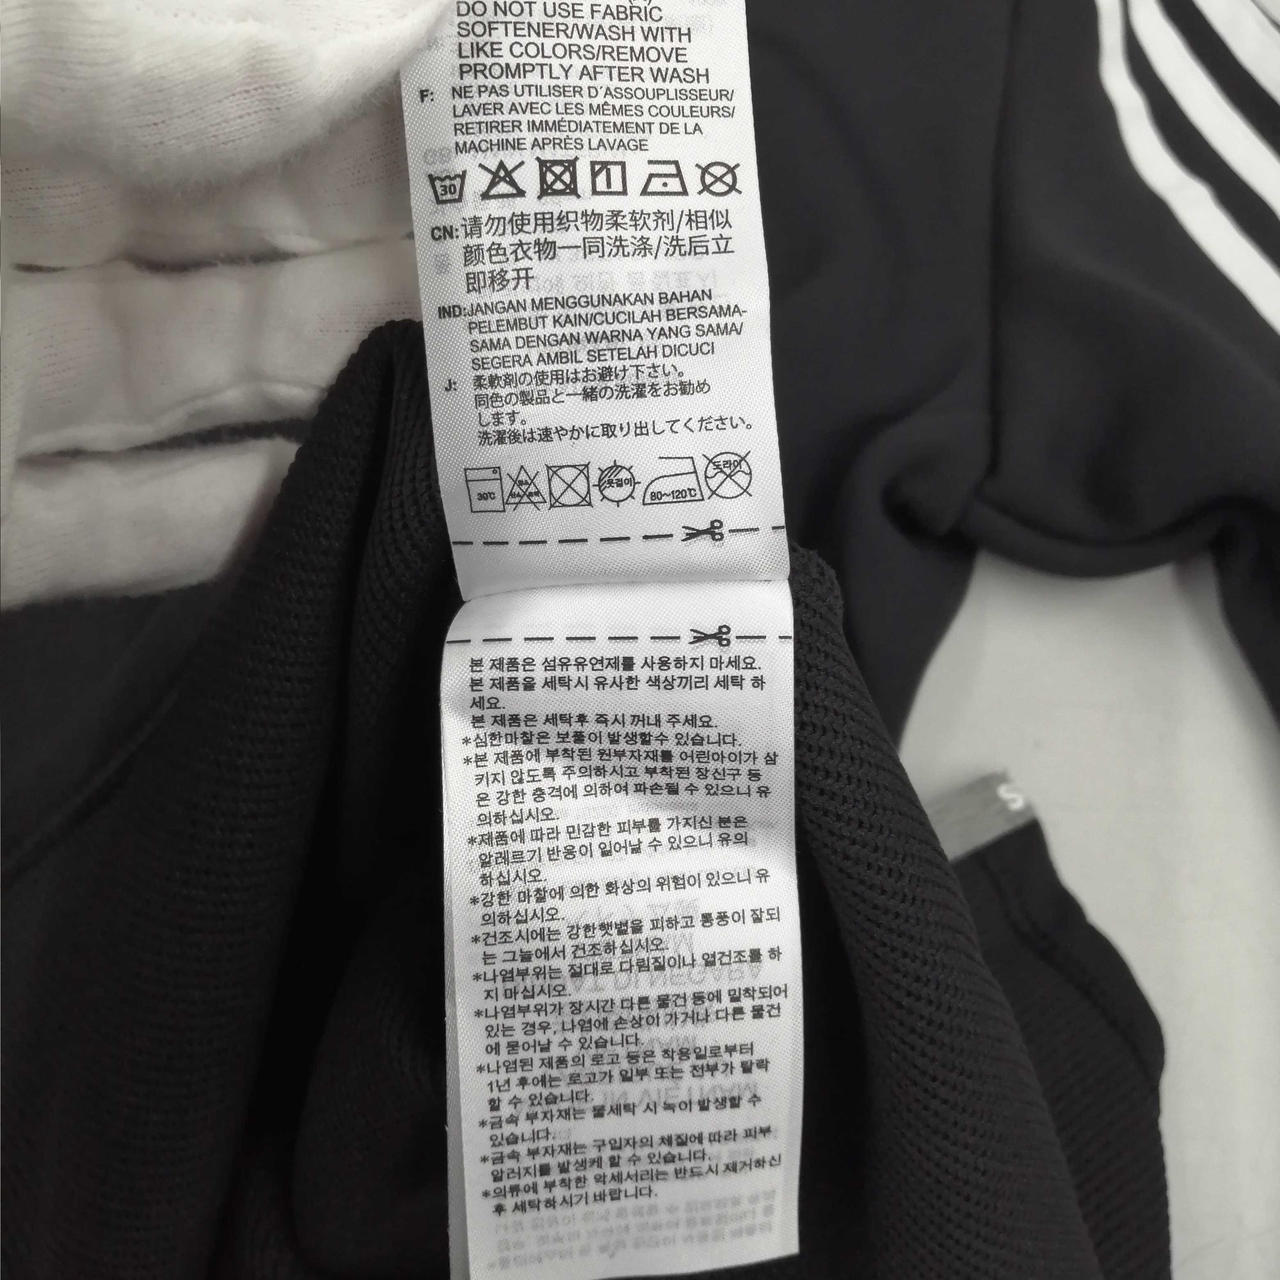 DO NOT USE FABRIC
SOFTENER/WASH WITH
LIKE COLORS/REMOVE
PROMPTLY AFTER WASH
F: NE PAS UTILISER D´ASSOUPLISSEUR/
LAVER AVEC LES MÊMES COULEURS/
RETIRER IMMÉDIATEMENT DE LA
MACHINE APRÈS LAVAGE
30
CN:请勿使用织物柔软剂/相似
颜色衣物一同洗涤/洗后立
即移开
IND:JANGAN MENGGUNAKAN BAHAN
PELEMBUT KAIN/CUCILAH BERSAMA-
SAMA DENGAN WARNA YANG SAMA/
SEGERA AMBIL SETELAH DICUCI
J: 柔軟剤の使用はお避け下さい。
同色の製品と一緒の洗濯をお勧め
します。
洗濯後は速やかに取り出してください。
30℃ 옷걸이 80~120℃ 드라이
본 제품은 섬유유연제를 사용하지 마세요.
본 제품을 세탁시 유사한 색상끼리 세탁 하
세요.
본 제품은 세탁후 즉시 꺼내 주세요.
*심한마찰은 보풀이 발생할수 있습니다.
*본 제품에 부착된 원부자재를 어린아이가 삼
키지 않도록 주의하시고 부착된 장신구 등
은 강한 충격에 의하여 파손될 수 있으니 유
의하십시오.
*제품에 따라 민감한 피부를 가지신 분은
알레르기 반응이 일어날 수 있으니 유의
하십시오.
*강한 마찰에 의한 화상의 위험이 있으니 유
의하십시오.
*건조시에는 강한햇볕을 피하고 통풍이 잘되
는 그늘에서 건조하십시오.
*나염부위는 절대로 다림질이나 열건조를 하
지 마십시오.
*나염부위가 장시간 다른 물건 등에 밀착되어
있는 경우, 나염에 손상이 가거나 다른 물건
에 묻어날 수 있습니다.
*나염된 제품의 로고 등은 착용일로부터
1년 후에는 로고가 일부 또는 전부가 탈락
할 수 있습니다.
*금속 부자재는 물세탁 시 녹이 발생할 수
있습니다.
*금속 부자재는 구입자의 체질에 따라 피부
알러지를 발생케 할 수 있습니다.
*의류에 부착한 악세서리는 반드시 제거하신
후 세탁하시기 바랍니다.
S